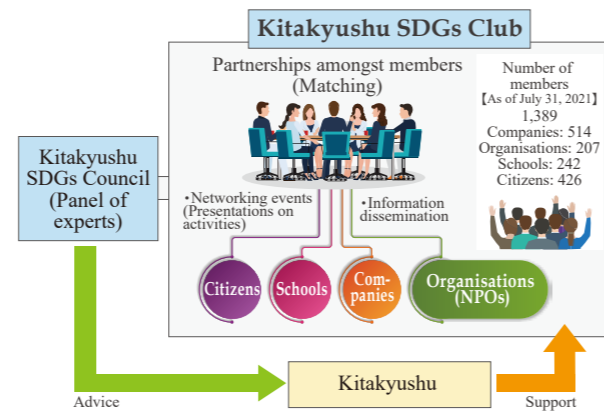 Kitakyushu SDGs Club
Partnerships amongst members
(Matching)
Number of
members
【As of July 31, 2021】
1,389
Companies: 514
Organisations: 207
Schools: 242
Citizens: 426
Kitakyushu
SDGs Council
(Panel of
experts)
・Networking events
(Presentations on
activities)
・Information
dissemination
Citizens
Schools
Com-
panies
Organisations
(NPOs)
Kitakyushu
Advice
Support